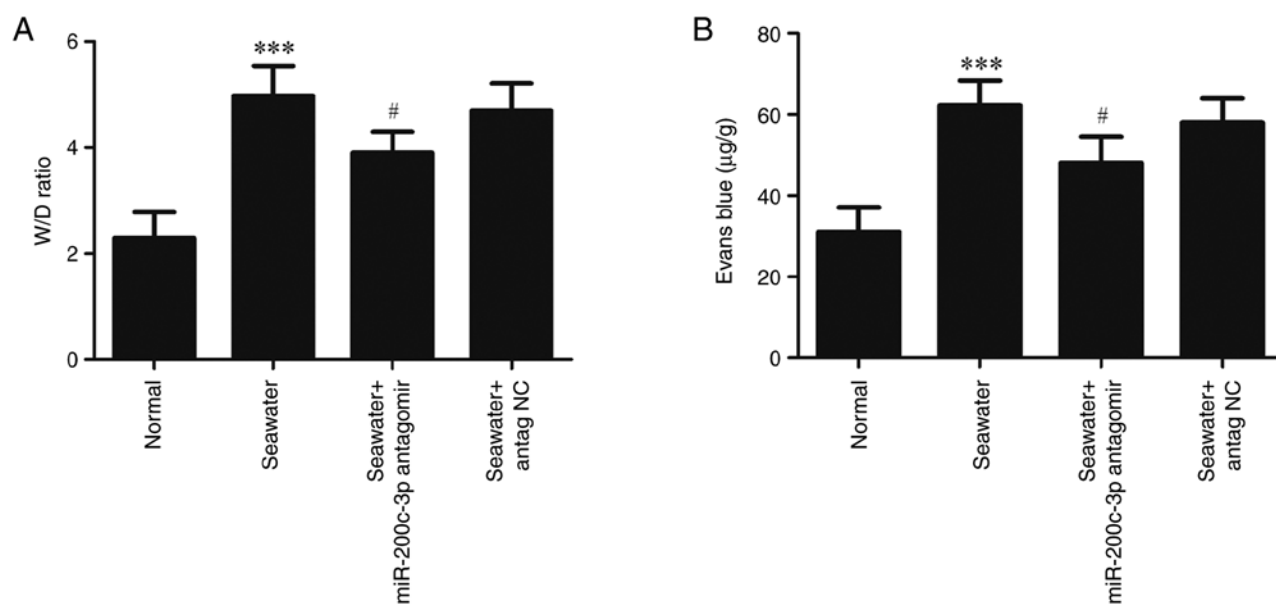 A
6
4
2
0
W/D ratio
***
#
Normal
Seawater
Seawater+
miR-200c-3p antagomir
Seawater+
antag NC
B
80
60
40
20
0
Evans blue (µg/g)
***
#
Normal
Seawater
Seawater+
miR-200c-3p antagomir
Seawater+
antag NC